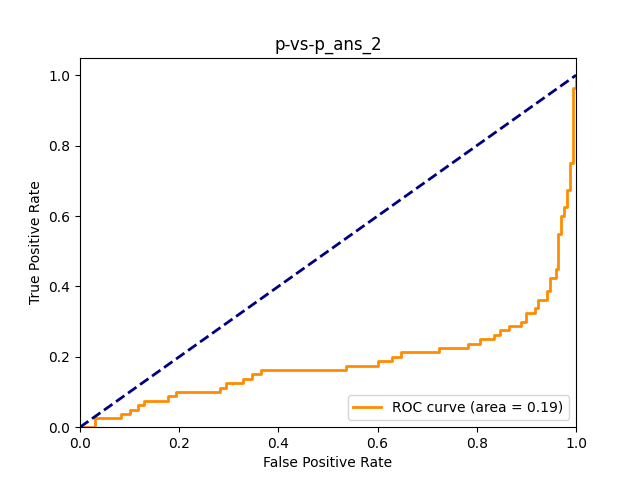 p-vs-p_ans_2
True Positive Rate
1.0
0.8
0.6
0.4
0.2
0.0
ROC curve (area = 0.19)
0.0 0.2 0.4 0.6 0.8 1.0
False Positive Rate